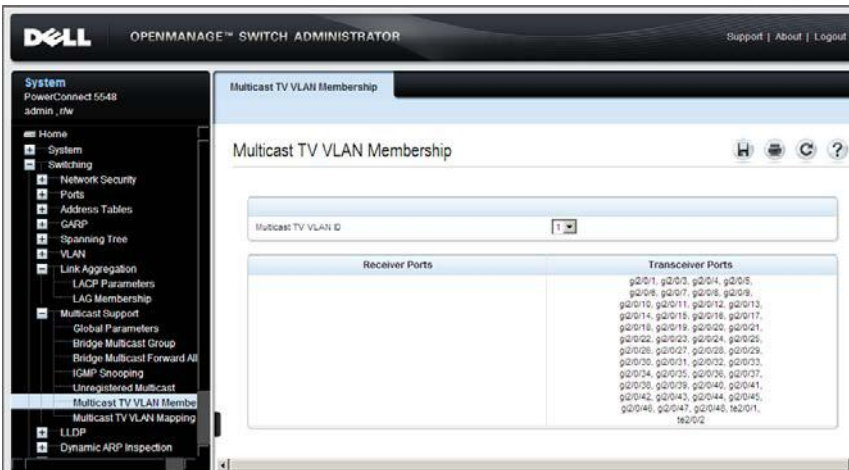 DELL
OPENMANAGE™ SWITCH ADMINISTRATOR
Support | About | Logout
System
PowerConnect 5548
admin , r/w
Home
System
Switching
Network Security
Ports
Address Tables
GARP
Spanning Tree
VLAN
Link Aggregation
LACP Parameters
LAG Membership
Multicast Support
Global Parameters
Bridge Multicast Group
Bridge Multicast Forward All
IGMP Snooping
Unregistered Multicast
Multicast TV VLAN Membe
Multicast TV VLAN Mapping
LLDP
Dynamic ARP Inspection
Multicast TV VLAN Membership
Multicast TV VLAN Membership
?
Multicast TV VLAN ID
1
Receiver Ports
Transceiver Ports
gi2/0/1, gi2/0/3, gi2/0/4, gi2/0/5,
gi2/0/6, gi2/0/7, gi2/0/8, gi2/0/9,
gi2/0/10, gi2/0/11, gi2/0/12, gi2/0/13,
gi2/0/14, gi2/0/15, gi2/0/16, gi2/0/17,
gi2/0/18, gi2/0/19, gi2/0/20, gi2/0/21,
gi2/0/22, gi2/0/23, gi2/0/24, gi2/0/25,
gi2/0/26, gi2/0/27, gi2/0/28, gi2/0/29,
gi2/0/30, gi2/0/31, gi2/0/32, gi2/0/33,
gi2/0/34, gi2/0/35, gi2/0/36, gi2/0/37,
gi2/0/38, gi2/0/39, gi2/0/40, gi2/0/41,
gi2/0/42, gi2/0/43, gi2/0/44, gi2/0/45,
gi2/0/46, gi2/0/47, gi2/0/48, te2/0/1,
te2/0/2